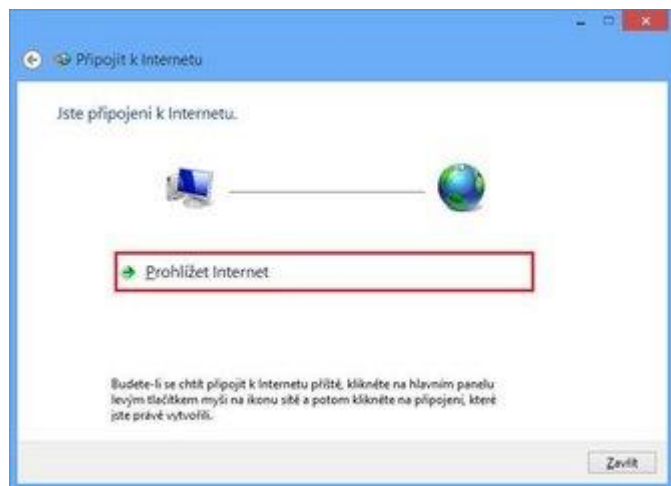 Připojit k Internetu
Jste připojeni k Internetu.
Prohlížet Internet
Budete-li se chtít připojit k Internetu příště, klikněte na hlavním panelu
levým tlačítkem myši na ikonu sítě a potom klikněte na připojení, které
jste právě vytvořili.
Zavřít